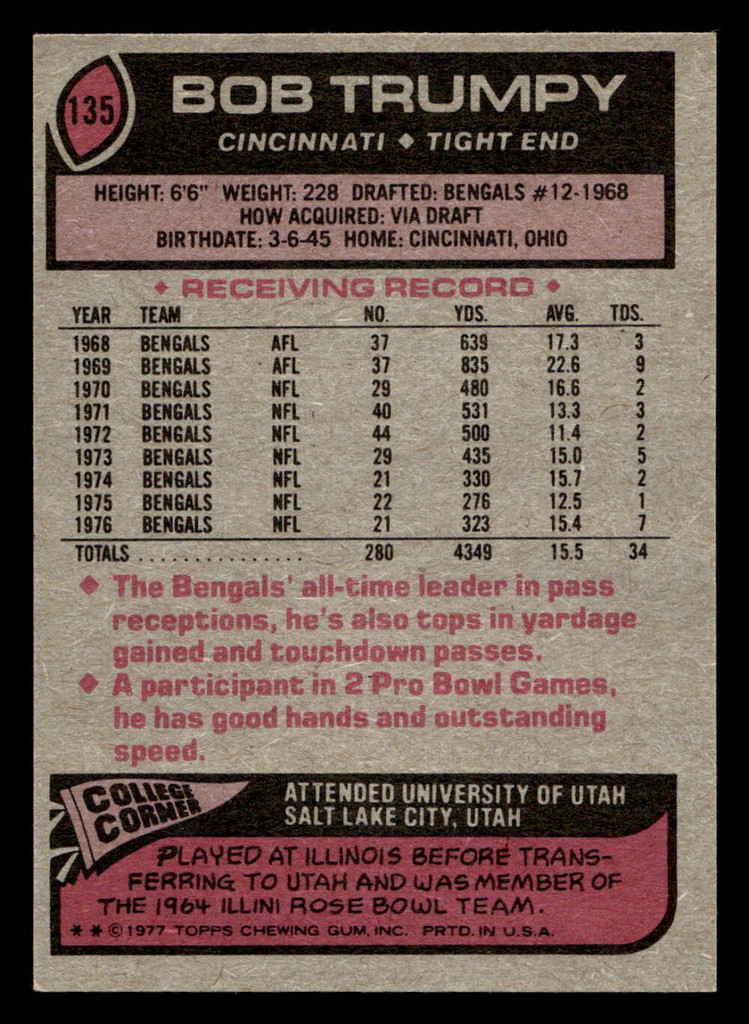 135
BOB TRUMPY
CINCINNATI ◆ TIGHT END
HEIGHT: 6'6" WEIGHT: 228 DRAFTED: BENGALS #12-1968
HOW ACQUIRED: VIA DRAFT
BIRTHDATE: 3-6-45 HOME: CINCINNATI, OHIO
◆ RECEIVING RECORD ◆
YEAR TEAM NO. YDS. AVG. TDS.
1968 BENGALS AFL 37 639 17.3 3
1969 BENGALS AFL 37 835 22.6 9
1970 BENGALS NFL 29 480 16.6 2
1971 BENGALS NFL 40 531 13.3 3
1972 BENGALS NFL 44 500 11.4 2
1973 BENGALS NFL 29 435 15.0 5
1974 BENGALS NFL 21 330 15.7 2
1975 BENGALS NFL 22 276 12.5 1
1976 BENGALS NFL 21 323 15.4 7
TOTALS ................ 280 4349 15.5 34
◆ The Bengals' all-time leader in pass
receptions, he's also tops in yardage
gained and touchdown passes.
◆ A participant in 2 Pro Bowl Games,
he has good hands and outstanding
speed.
COLLEGE
CORNER
ATTENDED UNIVERSITY OF UTAH
SALT LAKE CITY, UTAH
PLAYED AT ILLINOIS BEFORE TRANS-
FERRING TO UTAH AND WAS MEMBER OF
THE 1964 ILLINI ROSE BOWL TEAM.
* * © 1977 TOPPS CHEWING GUM, INC. PRTD. IN U.S.A.